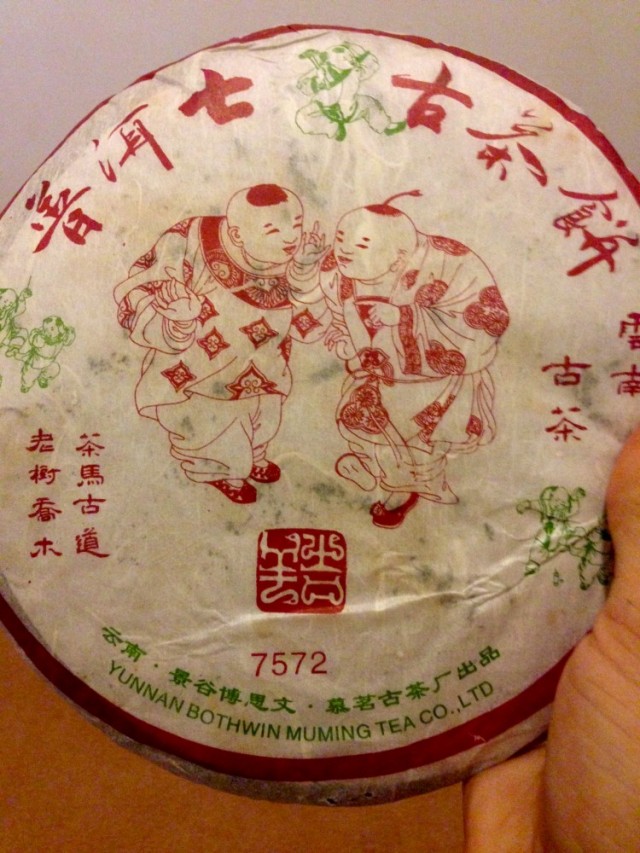 普洱七古茶餅
雲南
古茶
茶馬古道
老樹喬木
7572
云南·景谷博思文·慕茗古茶厂出品
YUNNAN BOTHWIN MUMING TEA CO.,LTD